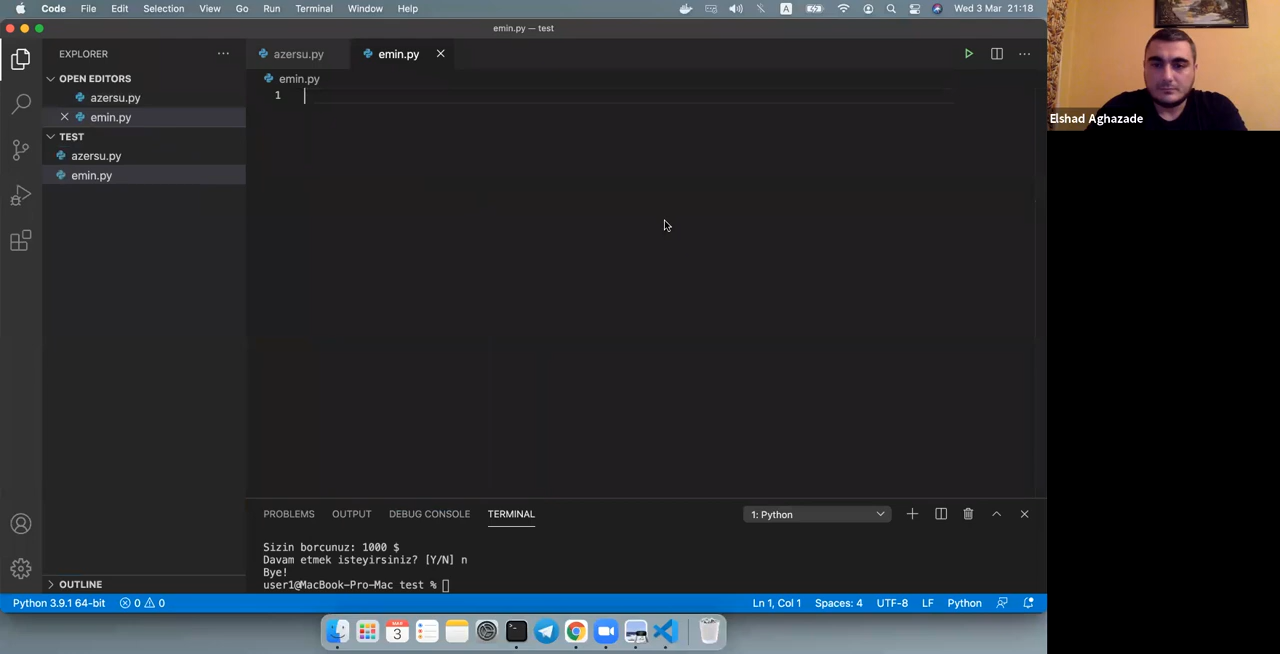 Code File Edit Selection View Go Run Terminal Window Help
A
Wed 3 Mar 21:18
emin.py — test
EXPLORER
azersu.py
emin.py
OPEN EDITORS
azersu.py
emin.py
TEST
azersu.py
emin.py
emin.py
1
Elshad Aghazade
PROBLEMS OUTPUT DEBUG CONSOLE TERMINAL
1: Python
Sizin borcunuz: 1000 $
Davam etmek isteyirsiniz? [Y/N] n
Bye!
user1@MacBook-Pro-Mac test %
OUTLINE
Python 3.9.1 64-bit 0 0
Ln 1, Col 1 Spaces: 4 UTF-8 LF Python
MAR
3